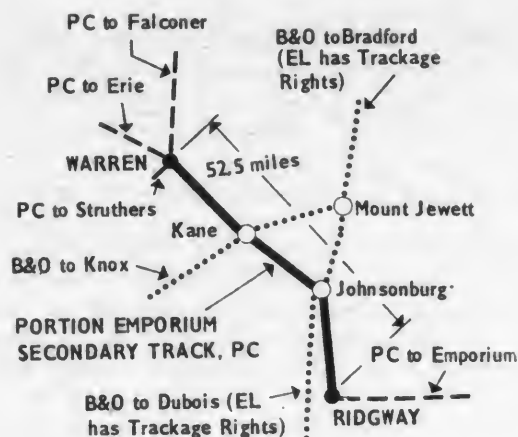 PC to Falconer
B&O to Bradford
(EL has Trackage
Rights)
PC to Erie
WARREN
52.5 miles
PC to Struthers
Mount Jewett
Kane
B&O to Knox
Johnsonburg
PORTION EMPORIUM
SECONDARY TRACK, PC
PC to Emporium
B&O to Dubois (EL
has Trackage Rights)
RIDGWAY